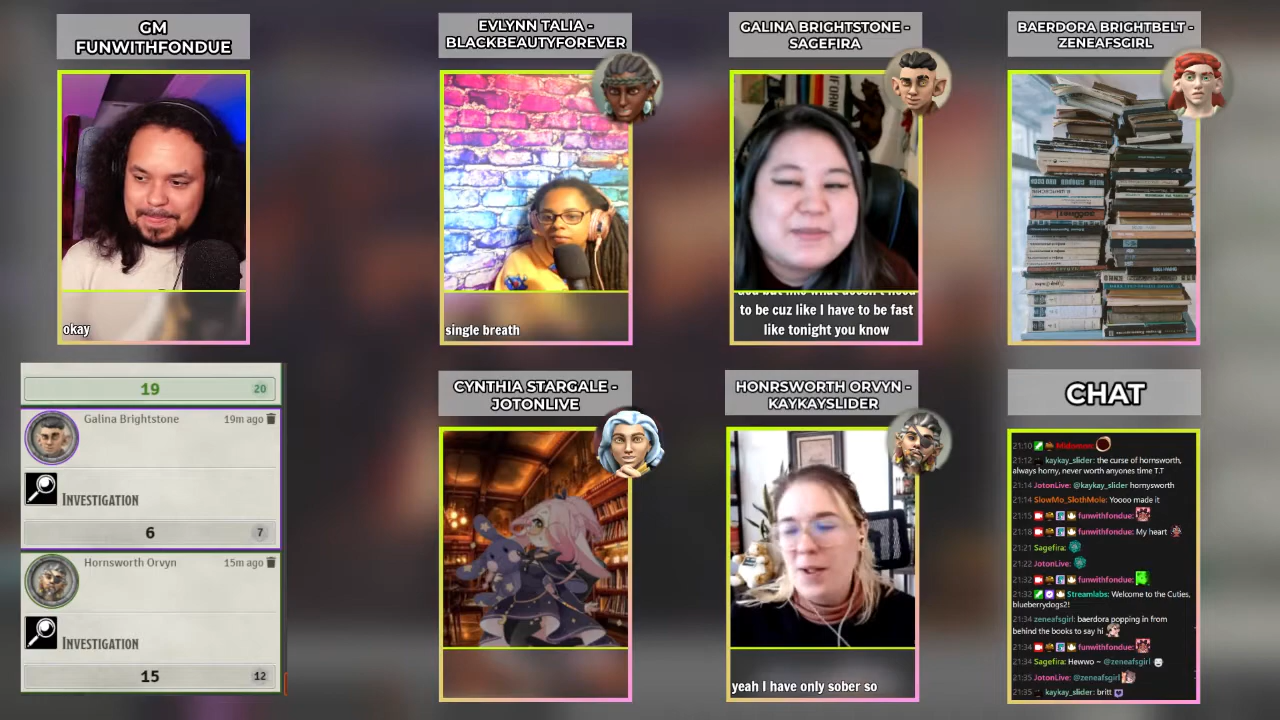 GM
FUNWITHFONDUE
EVLYNN TALIA -
BLACKBEAUTYFOREVER
GALINA BRIGHTSTONE -
SAGEFIRA
BAERDORA BRIGHTBELT -
ZENEAFSGIRL
okay
single breath
to be cuz like I have to be fast
like tonight you know
19 20
Galina Brightstone 19m ago
INVESTIGATION
6 7
Hornsworth Orvyn 15m ago
INVESTIGATION
15 12
CYNTHIA STARGALE -
JOTONLIVE
HONRSWORTH ORVYN -
KAYKAYSLIDER
yeah I have only sober so
CHAT
21:10
21:12 kaykay_slider: the curse of hornsworth,
always horny, never worth anyones time T.T
21:14 JotonLive: @kaykay_slider hornysworth
21:14 SlowMo_SlothMole: Yoooo made it
21:15 funwithfondue:
21:18 funwithfondue: My heart
21:21 Sagefira:
21:22 JotonLive:
21:32 funwithfondue:
21:32 Streamlabs: Welcome to the Cuties,
blueberrydogs2!
21:34 zeneafsgirl: baerdora popping in from
behind the books to say hi
21:34 funwithfondue:
21:34 Sagefira: Hewwo ~ @zeneafsgirl
21:35 JotonLive: @zeneafsgirl
21:35 kaykay_slider: britt